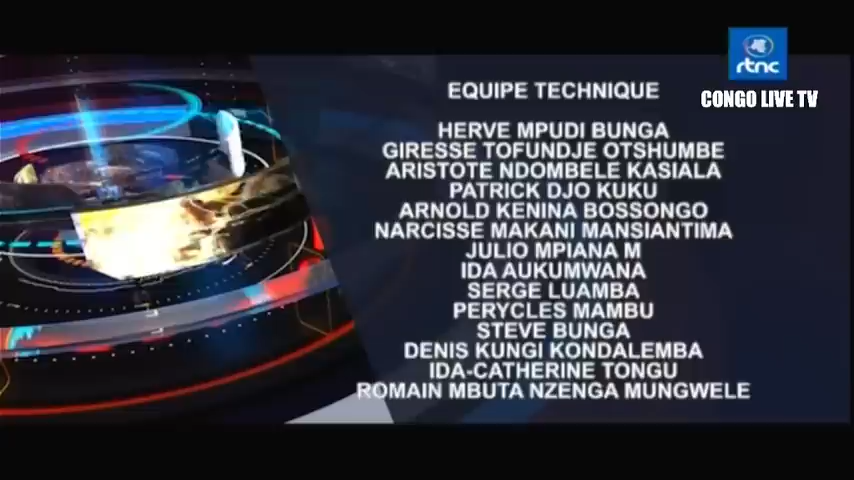 rtnc
CONGO LIVE TV
EQUIPE TECHNIQUE
HERVE MPUDI BUNGA
GIRESSE TOFUNDJE OTSHUMBE
ARISTOTE NDOMBELE KASIALA
PATRICK DJO KUKU
ARNOLD KENINA BOSSONGO
NARCISSE MAKANI MANSIANTIMA
JULIO MPIANA M
IDA AUKUMWANA
SERGE LUAMBA
PERYCLES MAMBU
STEVE BUNGA
DENIS KUNGI KONDALEMBA
IDA-CATHERINE TONGU
ROMAIN MBUTA NZENGA MUNGWELE